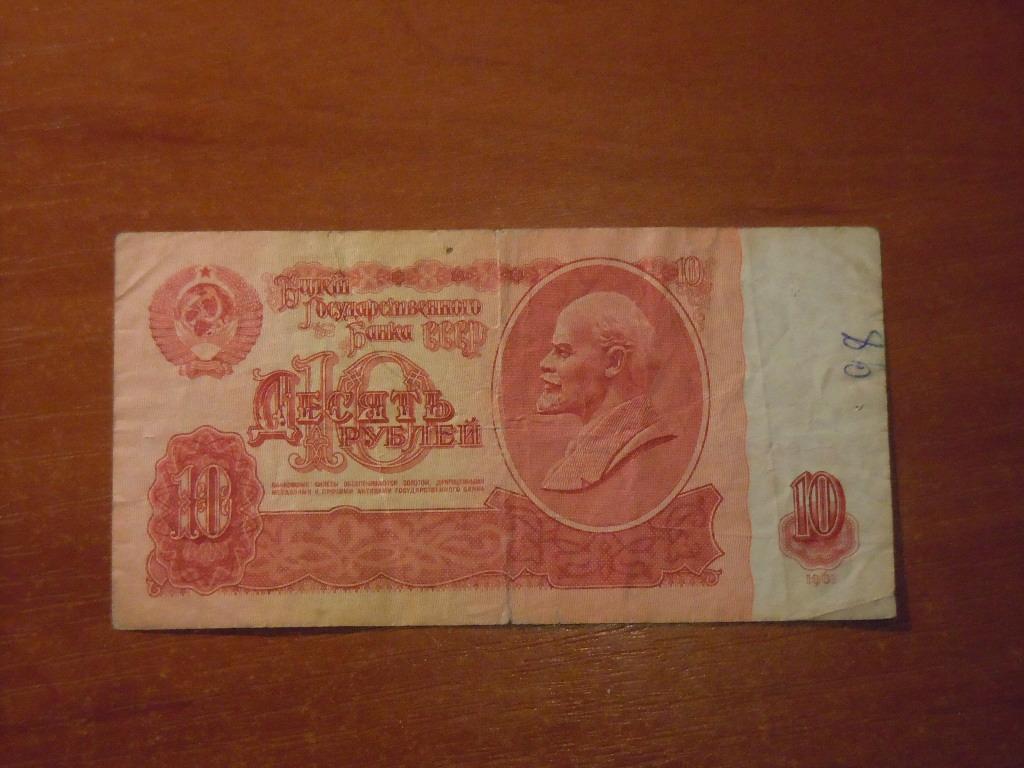 Билет
Государственного
Банка СССР
10
10
Десять
рублей
БАНКОВСКИЕ БИЛЕТЫ ОБЕСПЕЧИВАЮТСЯ ЗОЛОТОМ, ДРАГОЦЕННЫМИ
МЕТАЛЛАМИ И ПРОЧИМИ АКТИВАМИ ГОСУДАРСТВЕННОГО БАНКА
10
10
1961